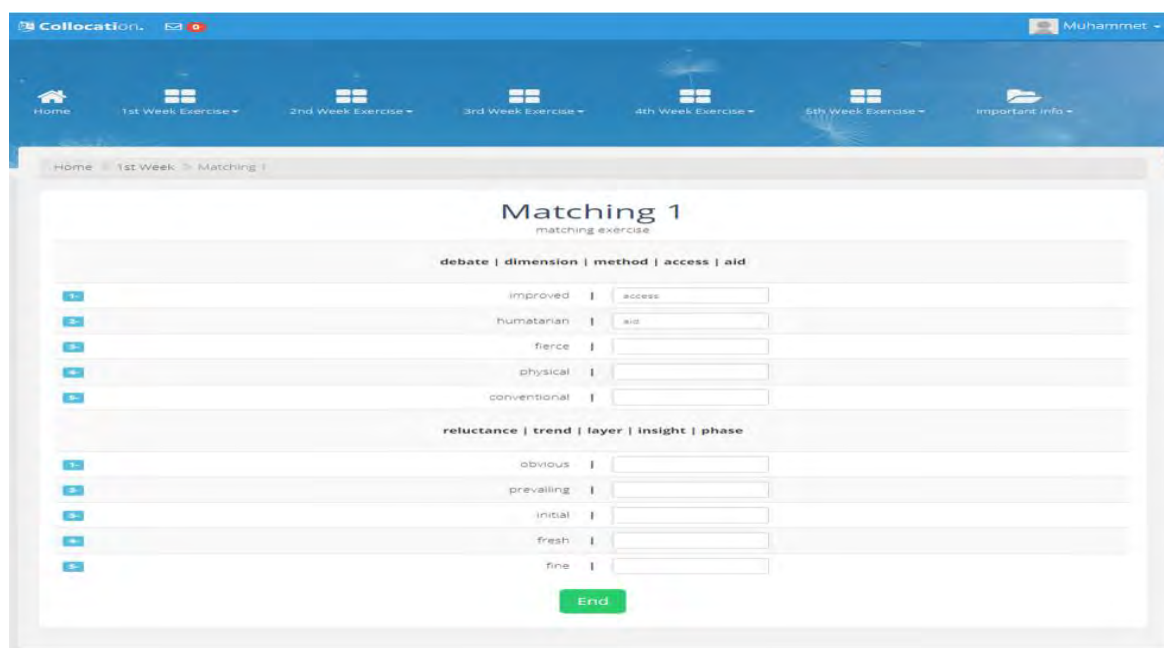 Collocation. 0 Muhammet
Home 1st Week Exercise 2nd Week Exercise 3rd Week Exercise 4th Week Exercise 5th Week Exercise Important info
Home 1st Week Matching 1
Matching 1
matching exercise
debate | dimension | method | access | aid
1- improved | access
2- humatarian | aid
3- fierce |
4- physical |
5- conventional |
reluctance | trend | layer | insight | phase
1- obvious |
2- prevailing |
3- initial |
4- fresh |
5- fine |
End